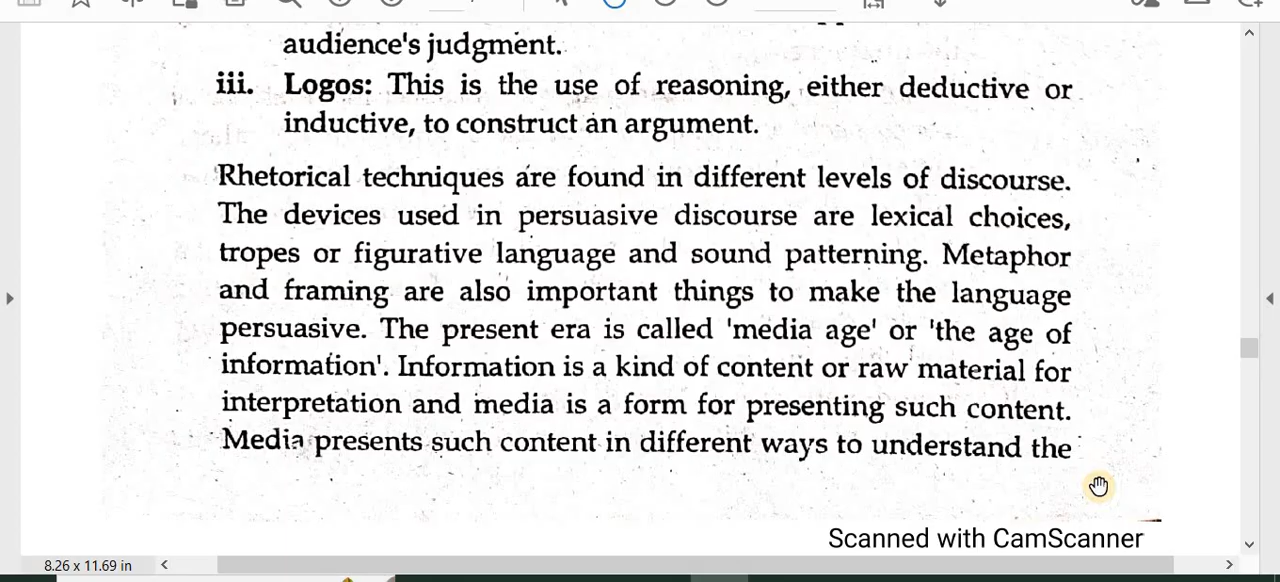 audience's judgment.
iii. Logos: This is the use of reasoning, either deductive or
inductive, to construct an argument.
Rhetorical techniques are found in different levels of discourse.
The devices used in persuasive discourse are lexical choices,
tropes or figurative language and sound patterning. Metaphor
and framing are also important things to make the language
persuasive. The present era is called 'media age' or 'the age of
information'. Information is a kind of content or raw material for
interpretation and media is a form for presenting such content.
Media presents such content in different ways to understand the
Scanned with CamScanner
8.26 x 11.69 in